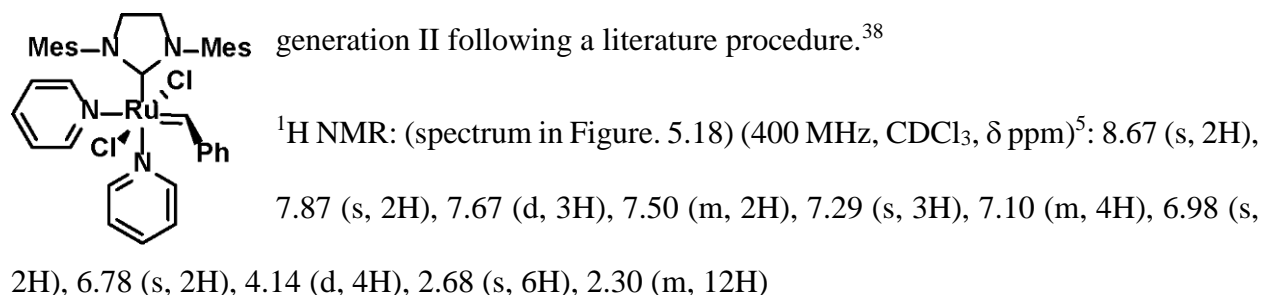 Mes N N Mes
generation II following a literature procedure.³⁸
Cl
N Ru
Cl Ph
N
¹H NMR: (spectrum in Figure. 5.18) (400 MHz, CDCl₃, δ ppm)⁵: 8.67 (s, 2H),
7.87 (s, 2H), 7.67 (d, 3H), 7.50 (m, 2H), 7.29 (s, 3H), 7.10 (m, 4H), 6.98 (s,
2H), 6.78 (s, 2H), 4.14 (d, 4H), 2.68 (s, 6H), 2.30 (m, 12H)